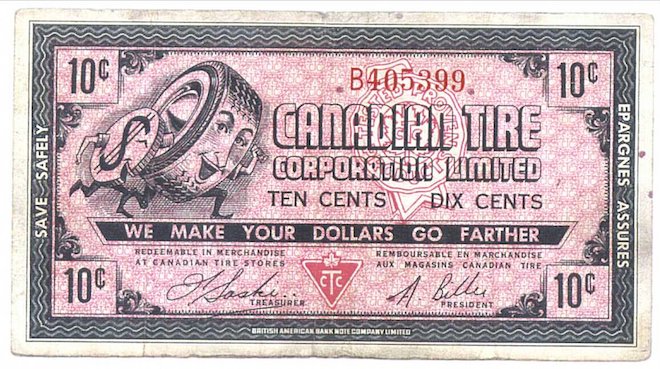 10¢
B405399
10¢
SAVE SAFELY
EPARGNES ASSURES
CANADIAN TIRE
CORPORATION LIMITED
TEN CENTS DIX CENTS
WE MAKE YOUR DOLLARS GO FARTHER
REDEEMABLE IN MERCHANDISE
AT CANADIAN TIRE STORES
REMBOURSABLE EN MARCHANDISE
AUX MAGASINS CANADIAN TIRE
10¢
CTC
10¢
TREASURER
PRESIDENT
BRITISH AMERICAN BANK NOTE COMPANY LIMITED